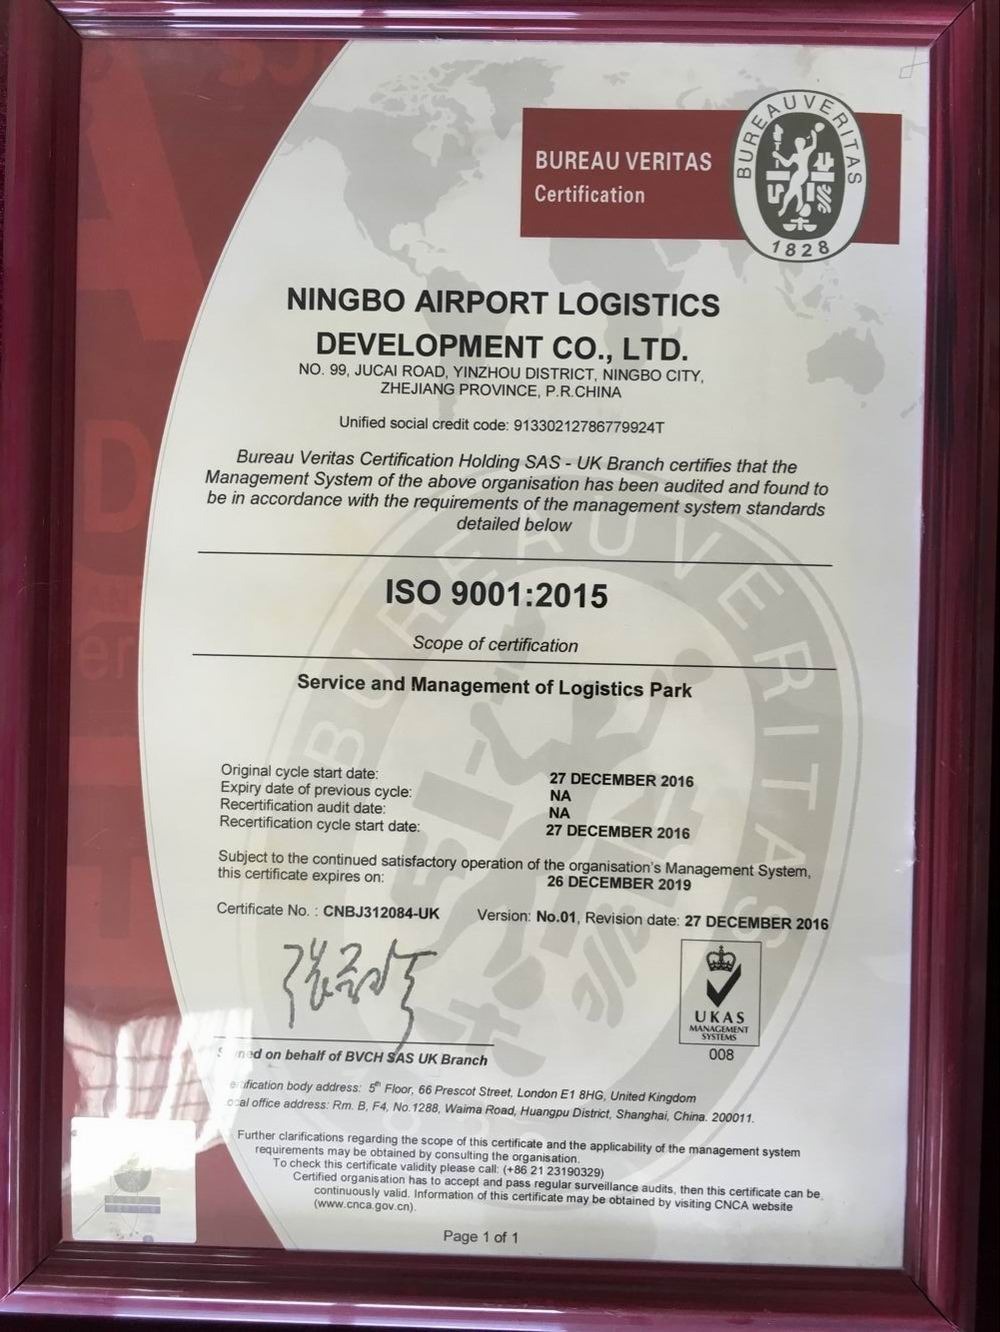 BUREAU VERITAS
Certification
BUREAU VERITAS
1828
NINGBO AIRPORT LOGISTICS
DEVELOPMENT CO., LTD.
NO. 99, JUCAI ROAD, YINZHOU DISTRICT, NINGBO CITY,
ZHEJIANG PROVINCE, P.R.CHINA
Unified social credit code: 91330212786779924T
Bureau Veritas Certification Holding SAS - UK Branch certifies that the
Management System of the above organisation has been audited and found to
be in accordance with the requirements of the management system standards
detailed below
ISO 9001:2015
Scope of certification
Service and Management of Logistics Park
Original cycle start date: 27 DECEMBER 2016
Expiry date of previous cycle: NA
Recertification audit date: NA
Recertification cycle start date: 27 DECEMBER 2016
Subject to the continued satisfactory operation of the organisation's Management System,
this certificate expires on: 26 DECEMBER 2019
Certificate No. : CNBJ312084-UK Version: No.01, Revision date: 27 DECEMBER 2016
UKAS
MANAGEMENT
SYSTEMS
008
on behalf of BVCH SAS UK Branch
body address: 5th Floor, 66 Prescot Street, London E1 8HG, United Kingdom
office address: Rm. B, F4, No.1288, Waima Road, Huangpu District, Shanghai, China. 200011.
Further clarifications regarding the scope of this certificate and the applicability of the management system
requirements may be obtained by consulting the organisation.
To check this certificate validity please call: (+86 21 23190329)
Certified organisation has to accept and pass regular surveillance audits, then this certificate can be
continuously valid. Information of this certificate may be obtained by visiting CNCA website
(www.cnca.gov.cn).
Page 1 of 1